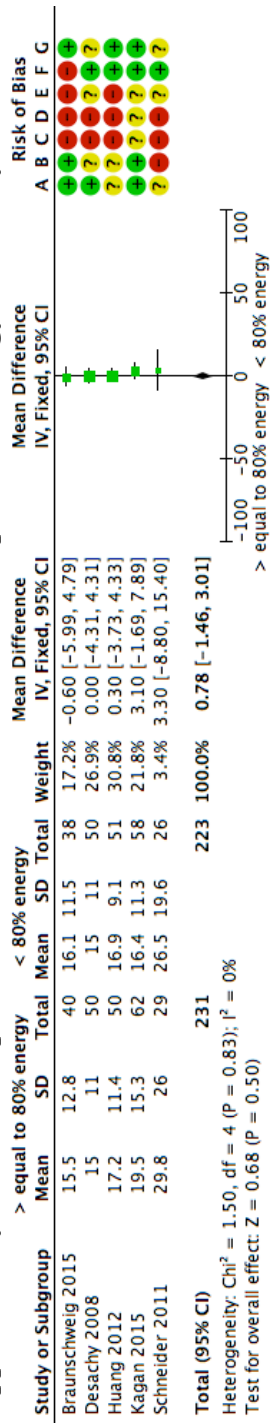 > equal to 80% energy < 80% energy Mean Difference Mean Difference Risk of Bias
Study or Subgroup Mean SD Total Mean SD Total Weight IV, Fixed, 95% CI IV, Fixed, 95% CI A B C D E F G
Braunschweig 2015 15.5 12.8 40 16.1 11.5 38 17.2% −0.60 [−5.99, 4.79]
Desachy 2008 15 11 50 15 11 50 26.9% 0.00 [−4.31, 4.31]
Huang 2012 17.2 11.4 50 16.9 9.1 51 30.8% 0.30 [−3.73, 4.33]
Kagan 2015 19.5 15.3 62 16.4 11.3 58 21.8% 3.10 [−1.69, 7.89]
Schneider 2011 29.8 26 29 26.5 19.6 26 3.4% 3.30 [−8.80, 15.40]
Total (95% CI) 231 223 100.0% 0.78 [−1.46, 3.01]
Heterogeneity: Chi² = 1.50, df = 4 (P = 0.83); I² = 0%
Test for overall effect: Z = 0.68 (P = 0.50)
−100 −50 0 50 100
> equal to 80% energy < 80% energy